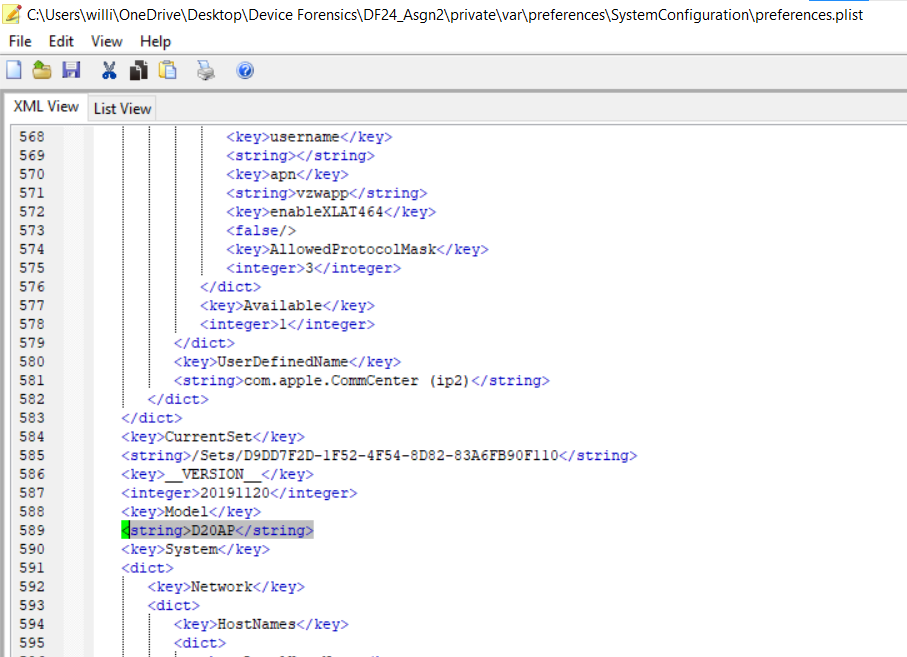 C:\Users\willi\OneDrive\Desktop\Device Forensics\DF24_Asgn2\private\var\preferences\SystemConfiguration\preferences.plist
File Edit View Help
XML View List View
568 <key>username</key>
569 <string></string>
570 <key>apn</key>
571 <string>vzwapp</string>
572 <key>enableXLAT464</key>
573 <false/>
574 <key>AllowedProtocolMask</key>
575 <integer>3</integer>
576 </dict>
577 <key>Available</key>
578 <integer>1</integer>
579 </dict>
580 <key>UserDefinedName</key>
581 <string>com.apple.CommCenter (ip2)</string>
582 </dict>
583 </dict>
584 <key>CurrentSet</key>
585 <string>/Sets/D9DD7F2D-1F52-4F54-8D82-83A6FB90F110</string>
586 <key>__VERSION__</key>
587 <integer>20191120</integer>
588 <key>Model</key>
589 <string>D20AP</string>
590 <key>System</key>
591 <dict>
592 <key>Network</key>
593 <dict>
594 <key>HostNames</key>
595 <dict>